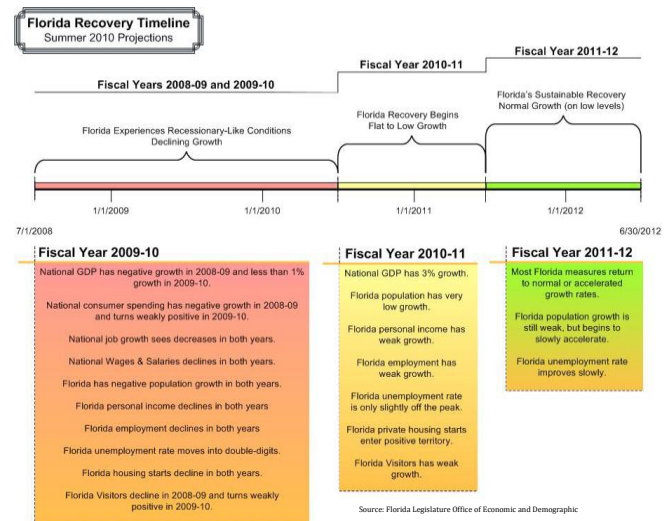 Florida Recovery Timeline
Summer 2010 Projections
Fiscal Year 2011-12
Fiscal Year 2010-11
Fiscal Years 2008-09 and 2009-10
Florida's Sustainable Recovery
Normal Growth (on low levels)
Florida Recovery Begins
Flat to Low Growth
Florida Experiences Recessionary-Like Conditions
Declining Growth
1/1/2009
1/1/2010
1/1/2011
1/1/2012
7/1/2008
6/30/2012
Fiscal Year 2009-10
National GDP has negative growth in 2008-09 and less than 1%
growth in 2009-10.
National consumer spending has negative growth in 2008-09
and turns weakly positive in 2009-10.
National job growth sees decreases in both years.
National Wages & Salaries declines in both years.
Florida has negative population growth in both years.
Florida personal income declines in both years
Florida employment declines in both years
Florida unemployment rate moves into double-digits.
Florida housing starts decline in both years.
Florida Visitors decline in 2008-09 and turns weakly
positive in 2009-10.
Fiscal Year 2010-11
National GDP has 3% growth.
Florida population has very
low growth.
Florida personal income has
weak growth.
Florida employment has
weak growth.
Florida unemployment rate
is only slightly off the peak.
Florida private housing starts
enter positive territory.
Florida Visitors has weak
growth.
Fiscal Year 2011-12
Most Florida measures return
to normal or accelerated
growth rates.
Florida population growth is
still weak, but begins to
slowly accelerate.
Florida unemployment rate
improves slowly.
Source: Florida Legislature Office of Economic and Demographic